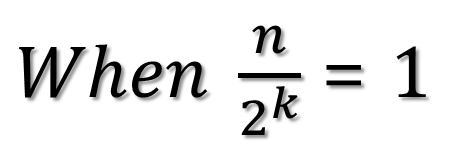 When n/2^k = 1